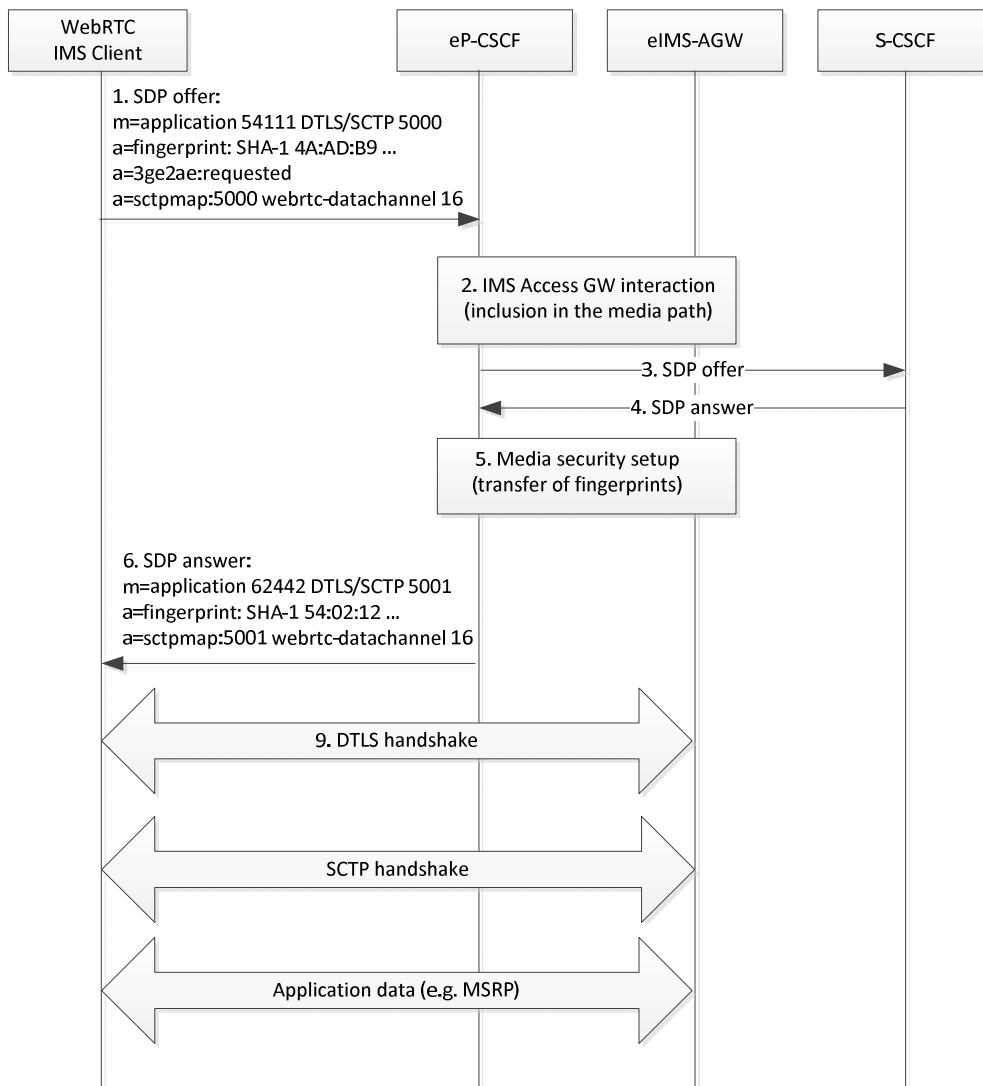 WebRTC
IMS Client
eP-CSCF
eIMS-AGW
S-CSCF
1. SDP offer:
m=application 54111 DTLS/SCTP 5000
a=fingerprint: SHA-1 4A:AD:B9 ...
a=3ge2ae:requested
a=sctpmap:5000 webrtc-datachannel 16
2. IMS Access GW interaction
(inclusion in the media path)
3. SDP offer
4. SDP answer
5. Media security setup
(transfer of fingerprints)
6. SDP answer:
m=application 62442 DTLS/SCTP 5001
a=fingerprint: SHA-1 54:02:12 ...
a=sctpmap:5001 webrtc-datachannel 16
9. DTLS handshake
SCTP handshake
Application data (e.g. MSRP)